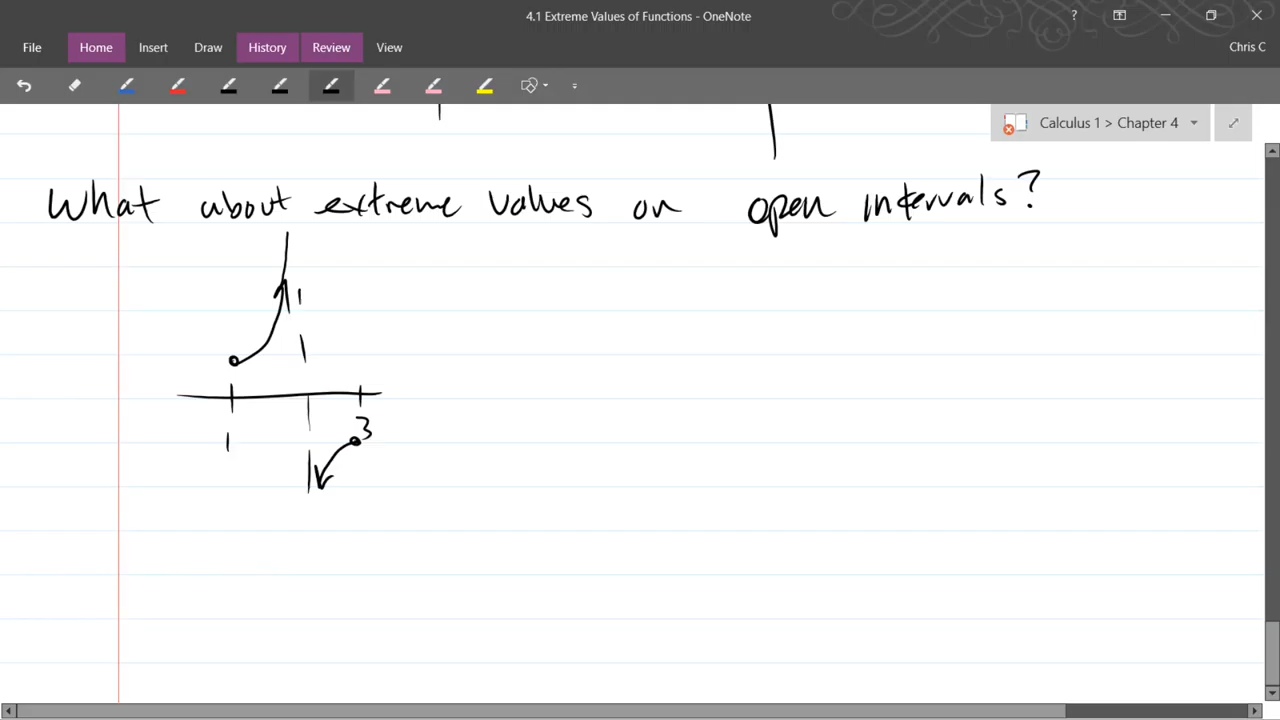 4.1 Extreme Values of Functions - OneNote
?
File Home Insert Draw History Review View
Chris C
Calculus 1 > Chapter 4
What about extreme values on open intervals?
1 3